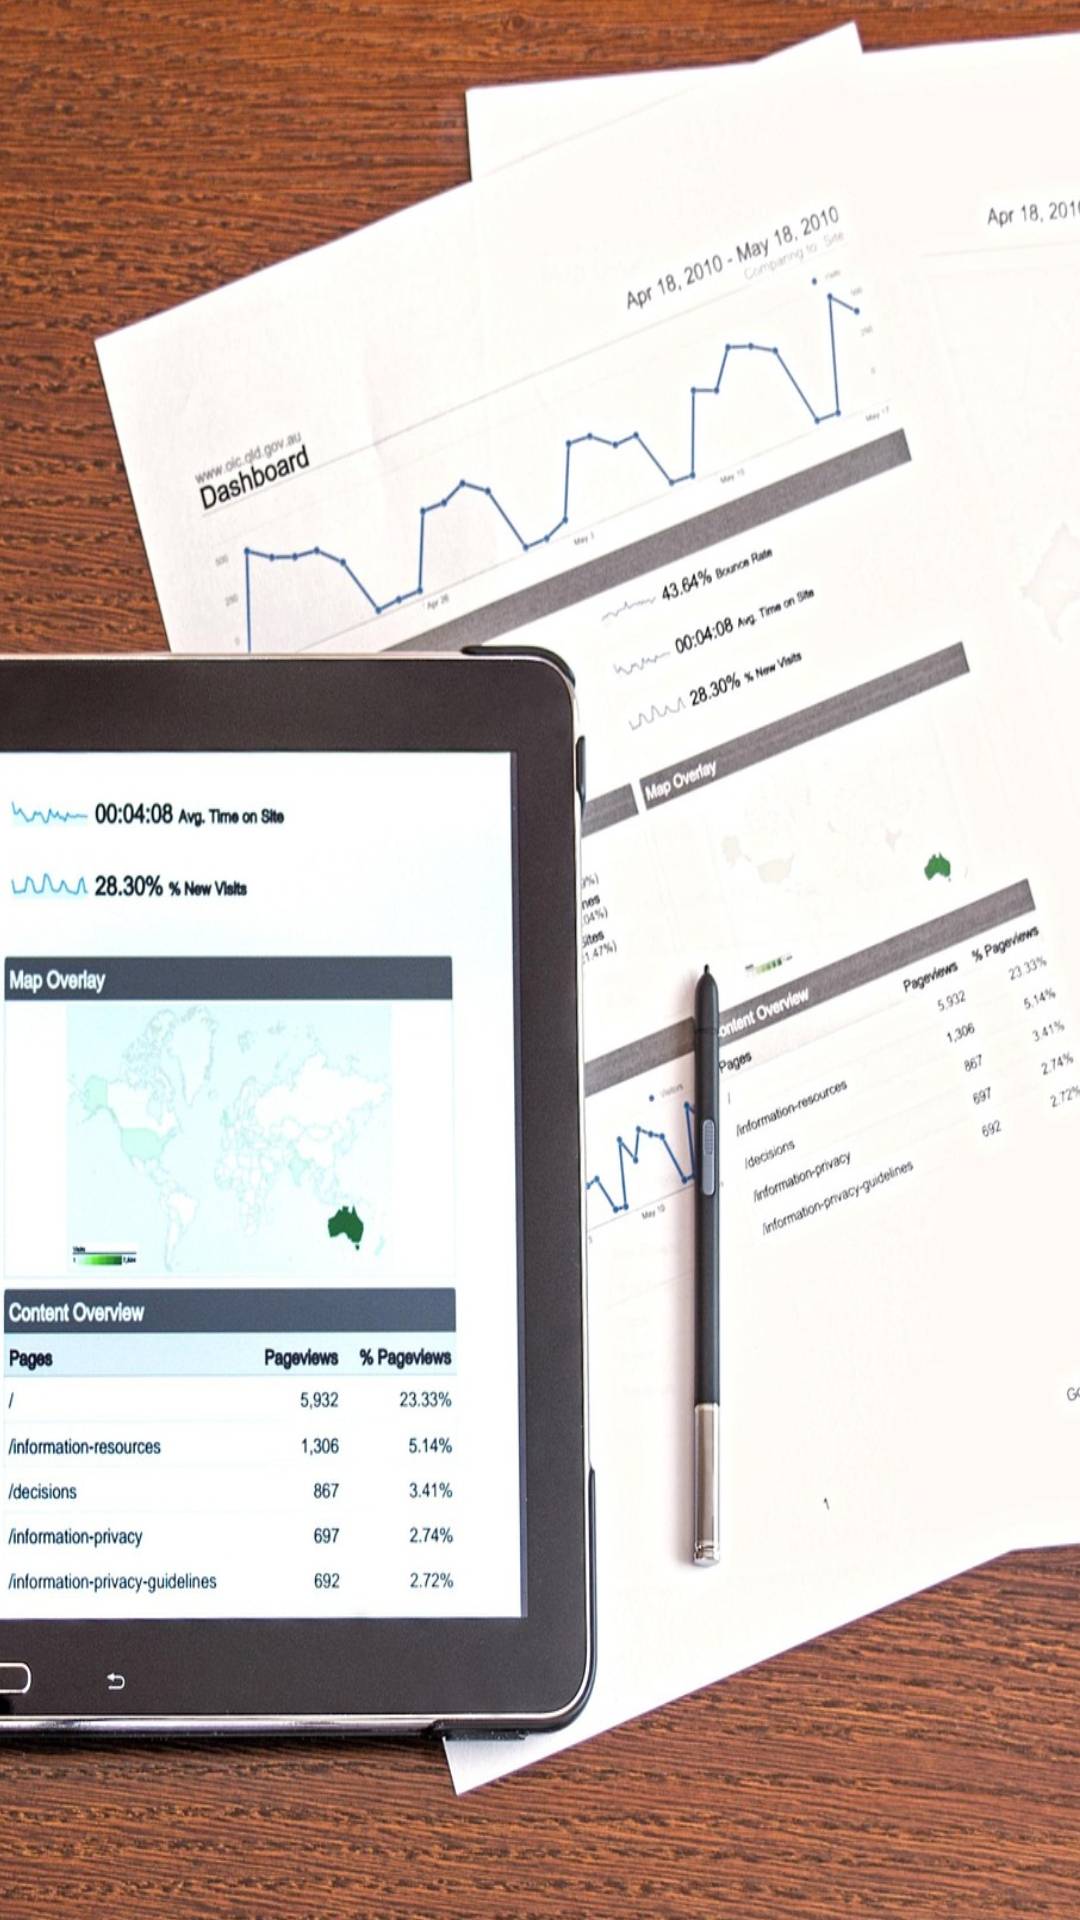 Apr 18, 2010 - May 18, 2010
Comparing to: Site
Apr 18, 201
www.oic.qld.gov.au
Dashboard
500
250
0
500
250
0
Apr 26
May 3
May 10
May 17
43.64% Bounce Rate
00:04:08 Avg. Time on Site
28.30% % New Visits
Map Overlay
Content Overview
Pages Pageviews % Pageviews
/ 5,932 23.33%
/information-resources 1,306 5.14%
/decisions 867 3.41%
/information-privacy 697 2.74%
/information-privacy-guidelines 692 2.72%
Visitors
May 10
1
00:04:08 Avg. Time on Site
28.30% % New Visits
Map Overlay
Visits
Content Overview
Pages Pageviews % Pageviews
/ 5,932 23.33%
/information-resources 1,306 5.14%
/decisions 867 3.41%
/information-privacy 697 2.74%
/information-privacy-guidelines 692 2.72%